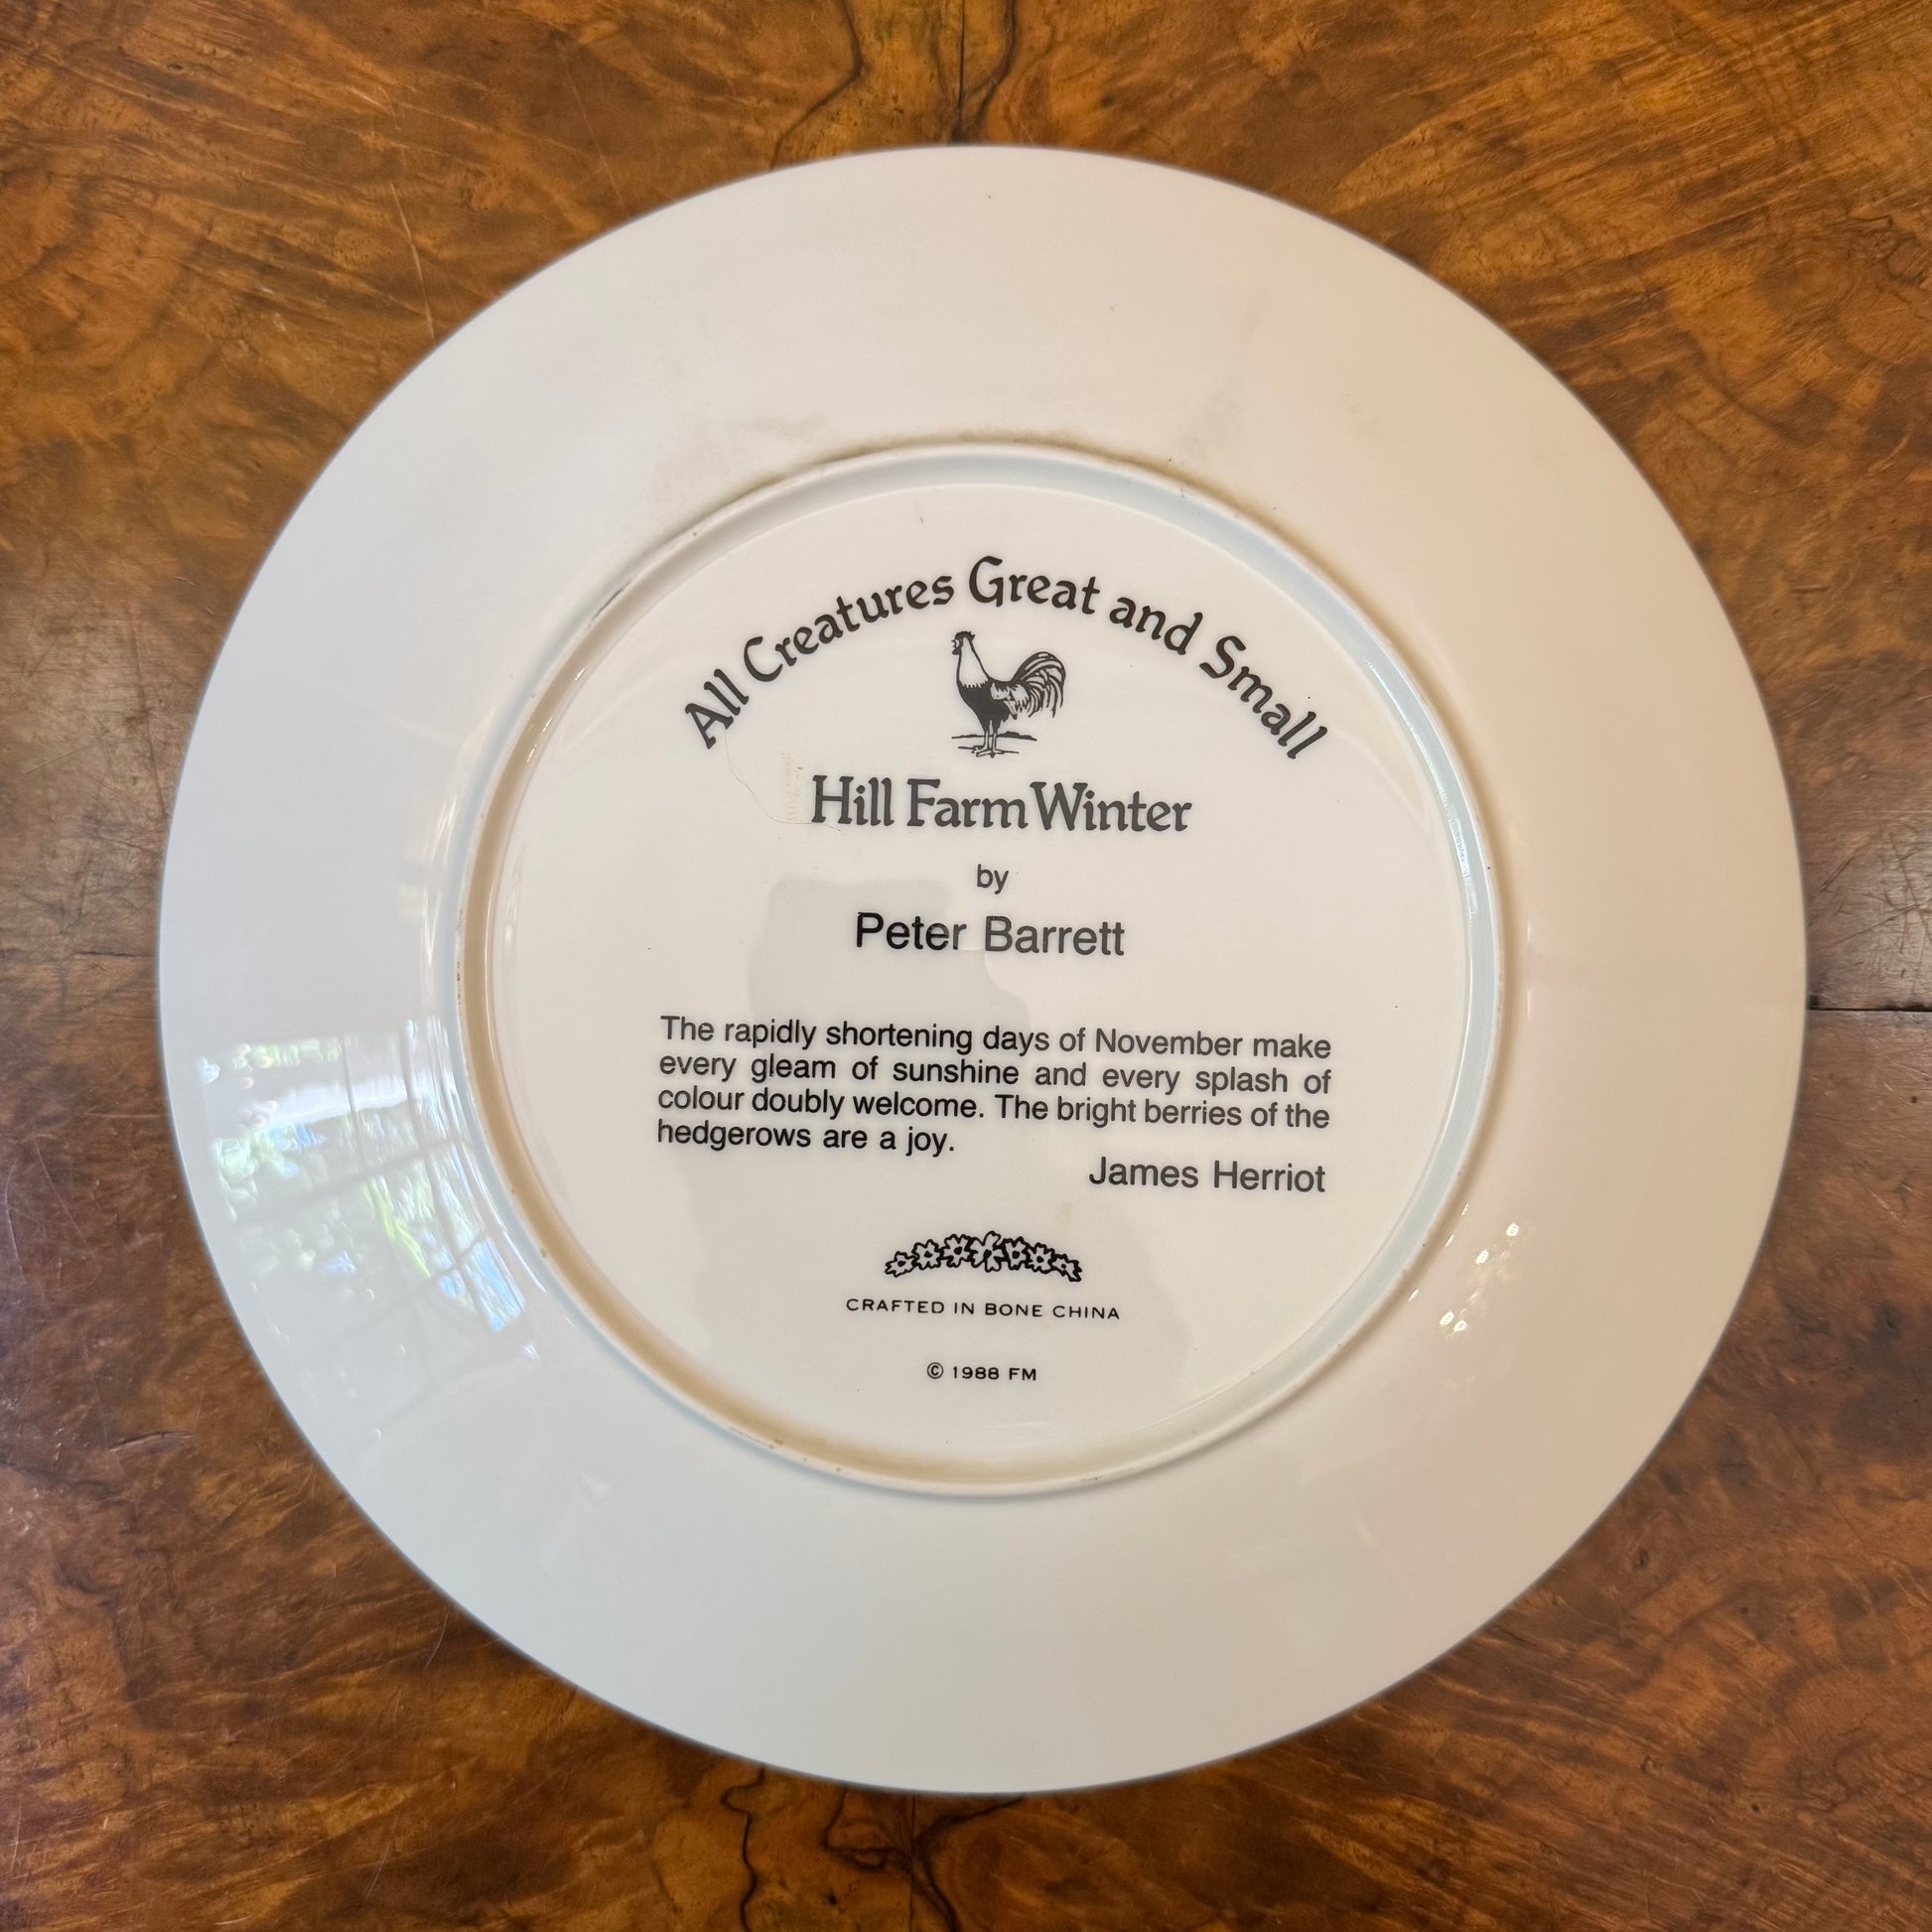 All Creatures Great and Small
Hill Farm Winter
by
Peter Barrett
The rapidly shortening days of November make
every gleam of sunshine and every splash of
colour doubly welcome. The bright berries of the
hedgerows are a joy.
James Herriot
CRAFTED IN BONE CHINA
© 1988 FM